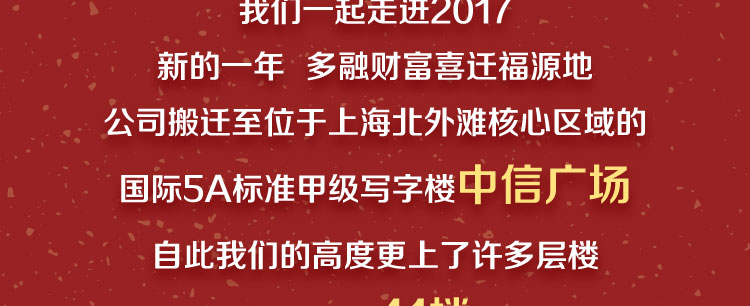 我们一起走进2017
新的一年 多融财富喜迁福源地
公司搬迁至位于上海北外滩核心区域的
国际5A标准甲级写字楼中信广场
自此我们的高度更上了许多层楼
44楼